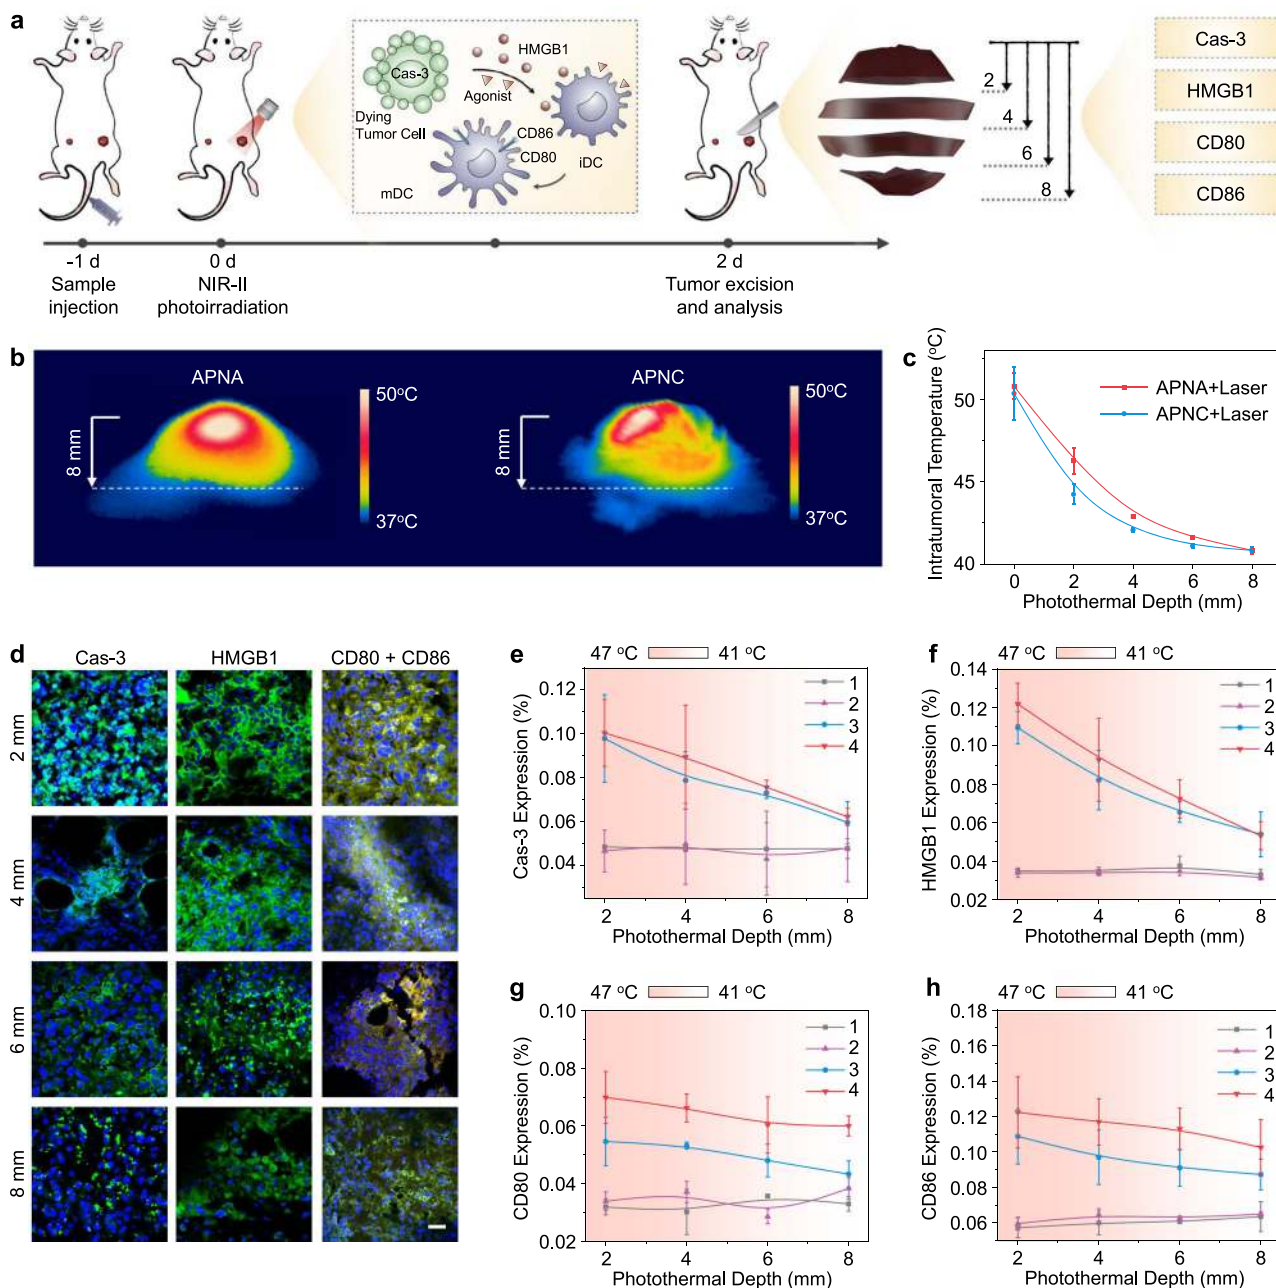 a
Cas-3
HMGB1
Agonist
Dying
Tumor Cell
CD86
CD80
iDC
mDC
2
4
6
8
Cas-3
HMGB1
CD80
CD86
-1 d
0 d
2 d
Sample
injection
NIR-II
photoirradiation
Tumor excision
and analysis
b
APNA
APNC
50°C
37°C
8 mm
50°C
37°C
8 mm
c
Intratumoral Temperature (°C)
50
45
40
APNA+Laser
APNC+Laser
0 2 4 6 8
Photothermal Depth (mm)
d
Cas-3 HMGB1 CD80 + CD86
2 mm
4 mm
6 mm
8 mm
e
47 °C 41 °C
Cas-3 Expression (%)
0.12
0.10
0.08
0.06
0.04
1
2
3
4
2 4 6 8
Photothermal Depth (mm)
f
47 °C 41 °C
HMGB1 Expression (%)
0.14
0.12
0.10
0.08
0.06
0.04
0.02
1
2
3
4
2 4 6 8
Photothermal Depth (mm)
g
47 °C 41 °C
CD80 Expression (%)
0.10
0.08
0.06
0.04
0.02
1
2
3
4
2 4 6 8
Photothermal Depth (mm)
h
47 °C 41 °C
CD86 Expression (%)
0.18
0.16
0.14
0.12
0.10
0.08
0.06
1
2
3
4
2 4 6 8
Photothermal Depth (mm)